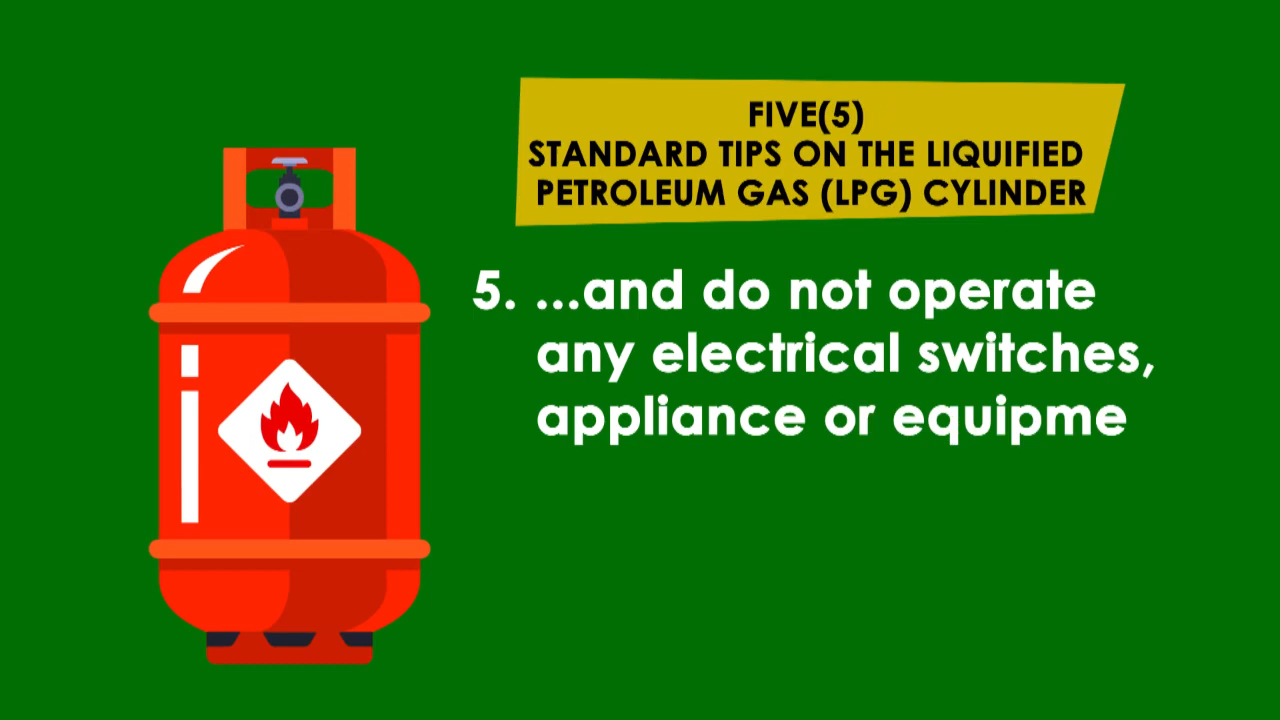 FIVE(5)
STANDARD TIPS ON THE LIQUIFIED
PETROLEUM GAS (LPG) CYLINDER
5. ...and do not operate
any electrical switches,
appliance or equipme